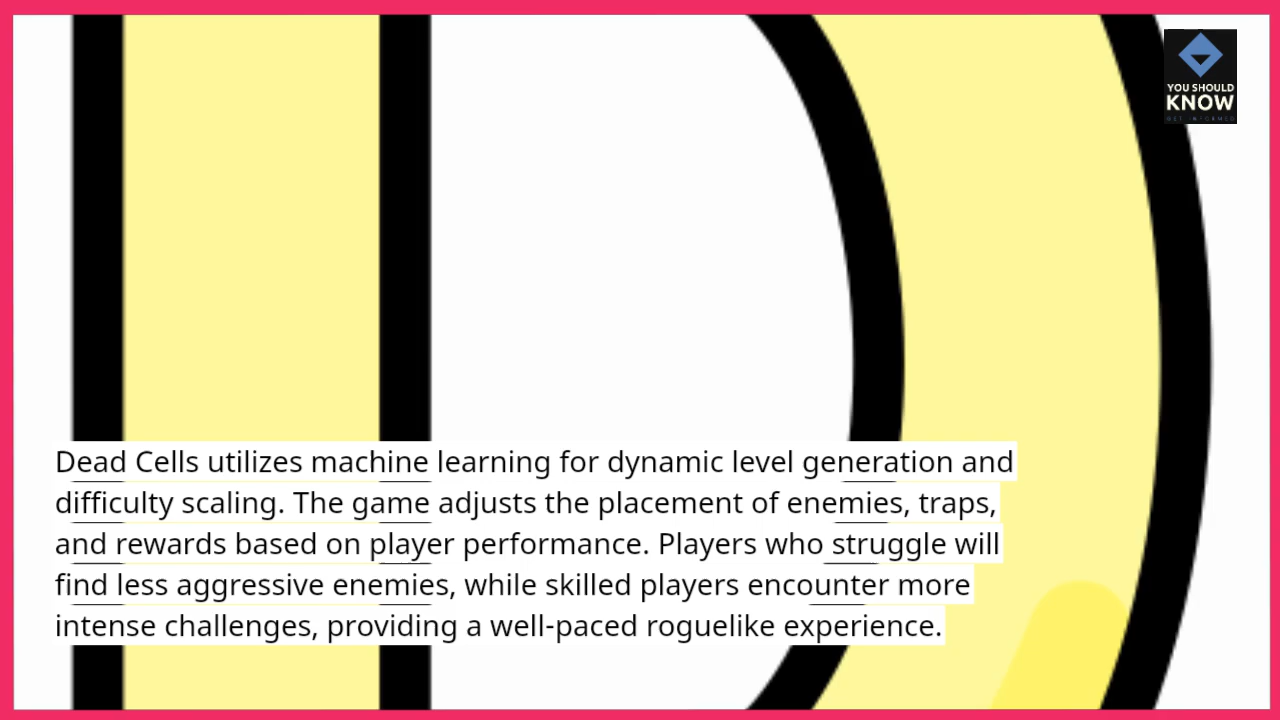 YOU SHOULD
KNOW
GET INFORMED
Dead Cells utilizes machine learning for dynamic level generation and
difficulty scaling. The game adjusts the placement of enemies, traps,
and rewards based on player performance. Players who struggle will
find less aggressive enemies, while skilled players encounter more
intense challenges, providing a well-paced roguelike experience.